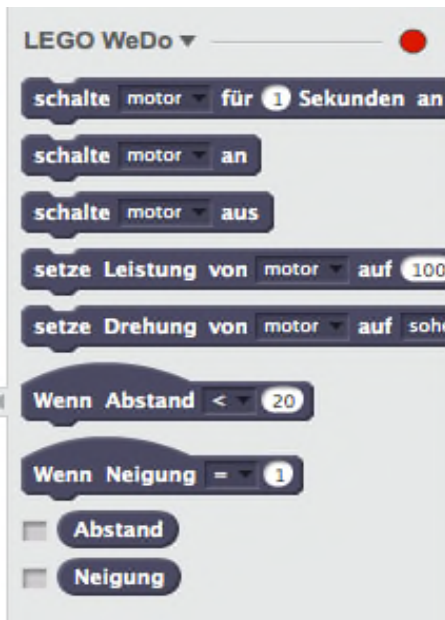 LEGO WeDo
schalte motor für 1 Sekunden an
schalte motor an
schalte motor aus
setze Leistung von motor auf 100
setze Drehung von motor auf
Wenn Abstand < 20
Wenn Neigung = 1
Abstand
Neigung